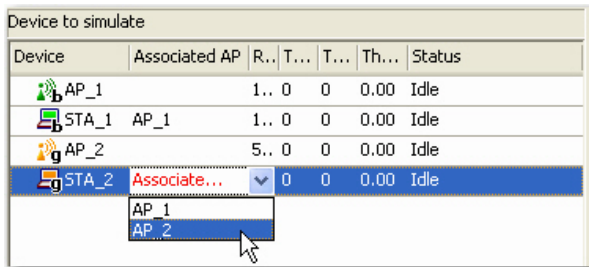 Device to simulate
Device Associated AP R.. T... T... Th... Status
b AP_1 1.. 0 0 0.00 Idle
b STA_1 AP_1 1.. 0 0 0.00 Idle
g AP_2 5.. 0 0 0.00 Idle
g STA_2 Associate... 0 0 0.00 Idle
AP_1
AP_2